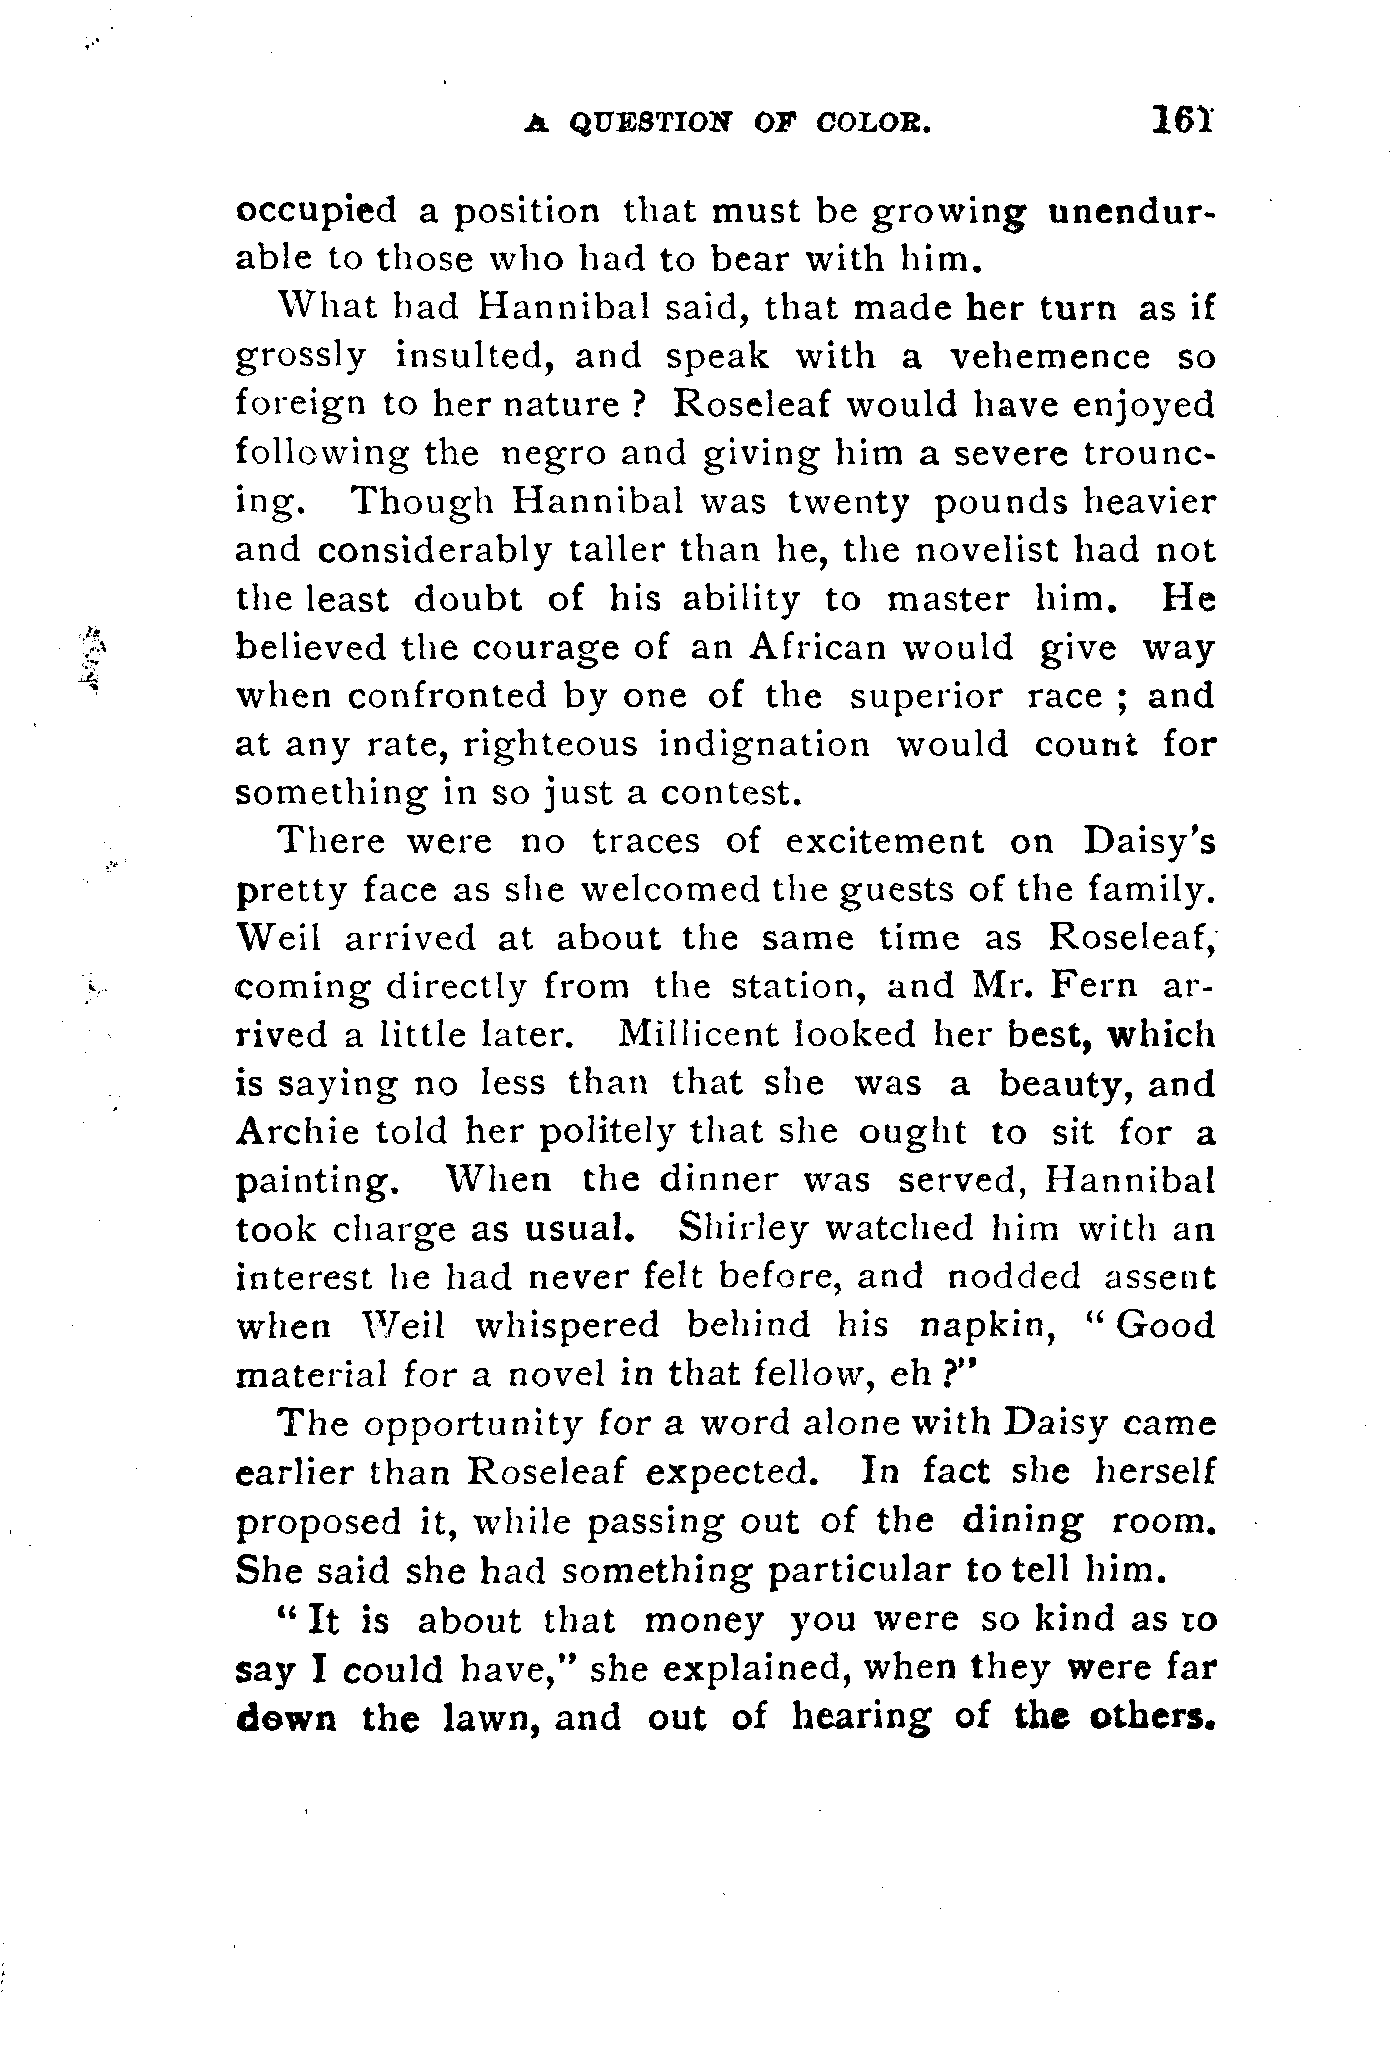 A QUESTION OF COLOR. 161
occupied a position that must be growing unendur-
able to those who had to bear with him.
What had Hannibal said, that made her turn as if
grossly insulted, and speak with a vehemence so
foreign to her nature ? Roseleaf would have enjoyed
following the negro and giving him a severe trounc-
ing. Though Hannibal was twenty pounds heavier
and considerably taller than he, the novelist had not
the least doubt of his ability to master him. He
believed the courage of an African would give way
when confronted by one of the superior race ; and
at any rate, righteous indignation would count for
something in so just a contest.
There were no traces of excitement on Daisy's
pretty face as she welcomed the guests of the family.
Weil arrived at about the same time as Roseleaf,
coming directly from the station, and Mr. Fern ar-
rived a little later. Millicent looked her best, which
is saying no less than that she was a beauty, and
Archie told her politely that she ought to sit for a
painting. When the dinner was served, Hannibal
took charge as usual. Shirley watched him with an
interest he had never felt before, and nodded assent
when Weil whispered behind his napkin, " Good
material for a novel in that fellow, eh ?"
The opportunity for a word alone with Daisy came
earlier than Roseleaf expected. In fact she herself
proposed it, while passing out of the dining room.
She said she had something particular to tell him.
" It is about that money you were so kind as to
say I could have," she explained, when they were far
down the lawn, and out of hearing of the others.